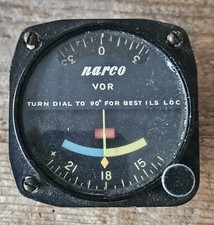 33 0 3
narco
VOR
TURN DIAL TO 90° FOR BEST ILS LOC
21 18 15